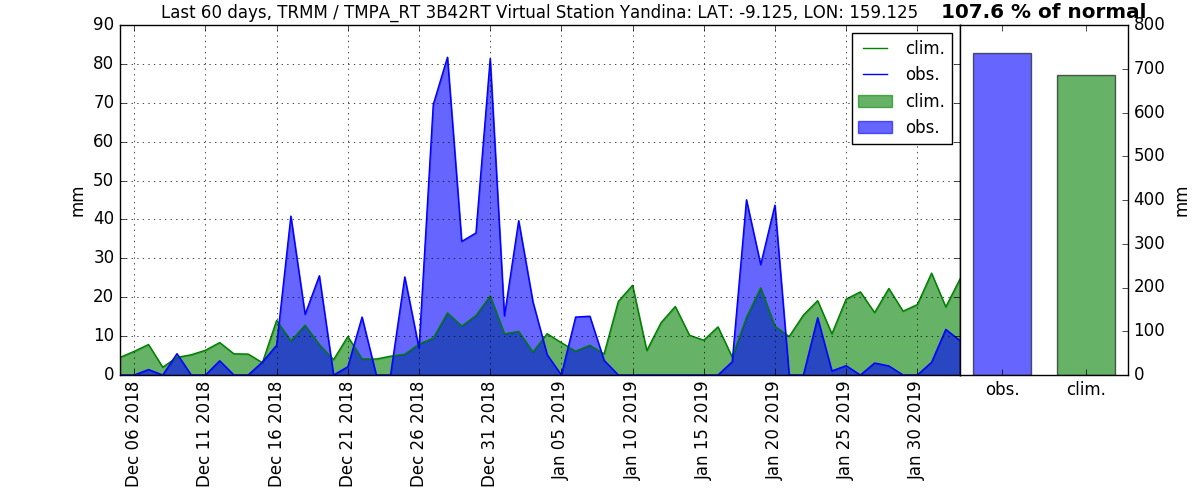 Last 60 days, TRMM / TMPA_RT 3B42RT Virtual Station Yandina: LAT: -9.125, LON: 159.125
107.6 % of normal
90
80
70
60
50
40
30
20
10
0
mm
clim.
obs.
clim.
obs.
Dec 06 2018
Dec 11 2018
Dec 16 2018
Dec 21 2018
Dec 26 2018
Dec 31 2018
Jan 05 2019
Jan 10 2019
Jan 15 2019
Jan 20 2019
Jan 25 2019
Jan 30 2019
800
700
600
500
400
300
200
100
0
mm
obs.
clim.